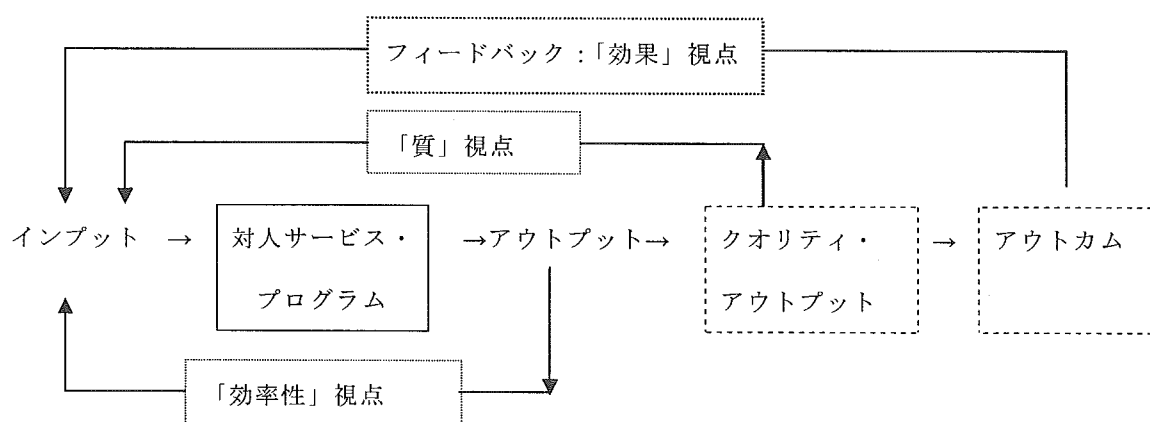 フィードバック：「効果」視点
「質」視点
インプット → 対人サービス・プログラム →アウトプット→ クオリティ・アウトプット → アウトカム
「効率性」視点